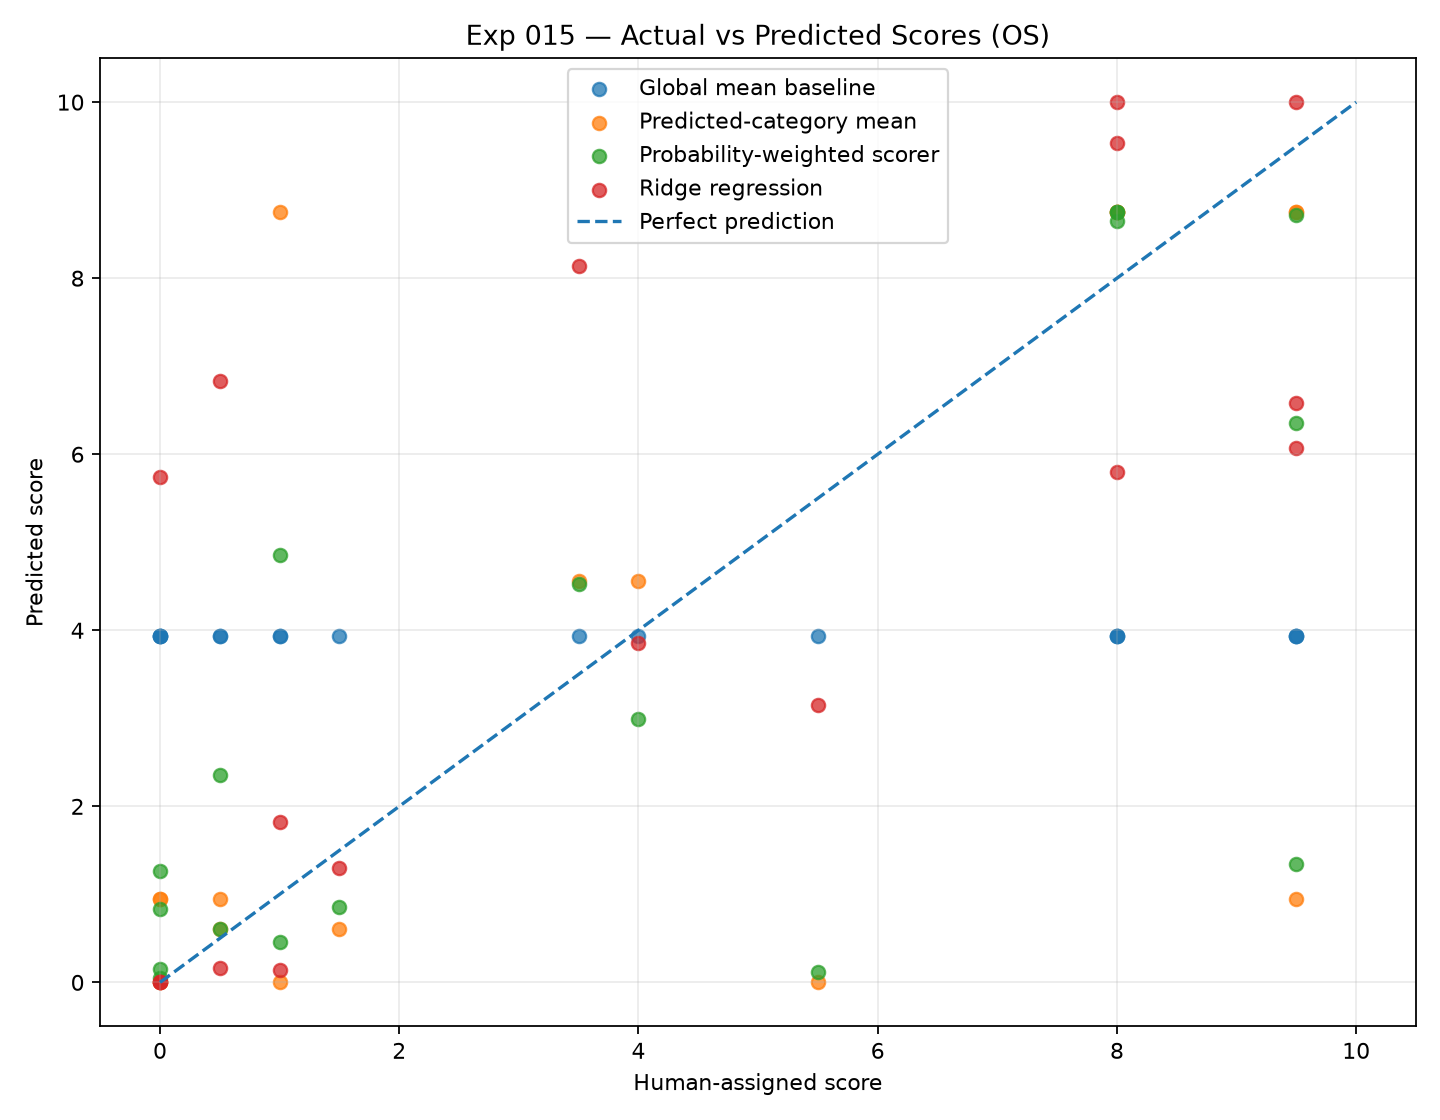 Exp 015 — Actual vs Predicted Scores (OS)
Global mean baseline
Predicted-category mean
Probability-weighted scorer
Ridge regression
Perfect prediction
Predicted score
10
8
6
4
2
0
0 2 4 6 8 10
Human-assigned score